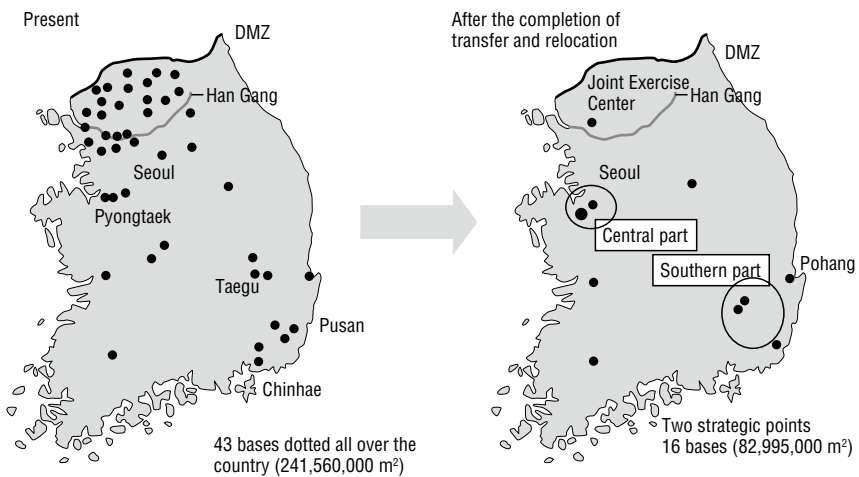 Present
DMZ
Han Gang
Seoul
Pyongtaek
Taegu
Pusan
Chinhae
43 bases dotted all over the
country (241,560,000 m²)
After the completion of
transfer and relocation
DMZ
Joint Exercise
Center
Han Gang
Seoul
Central part
Southern part
Pohang
Two strategic points
16 bases (82,995,000 m²)